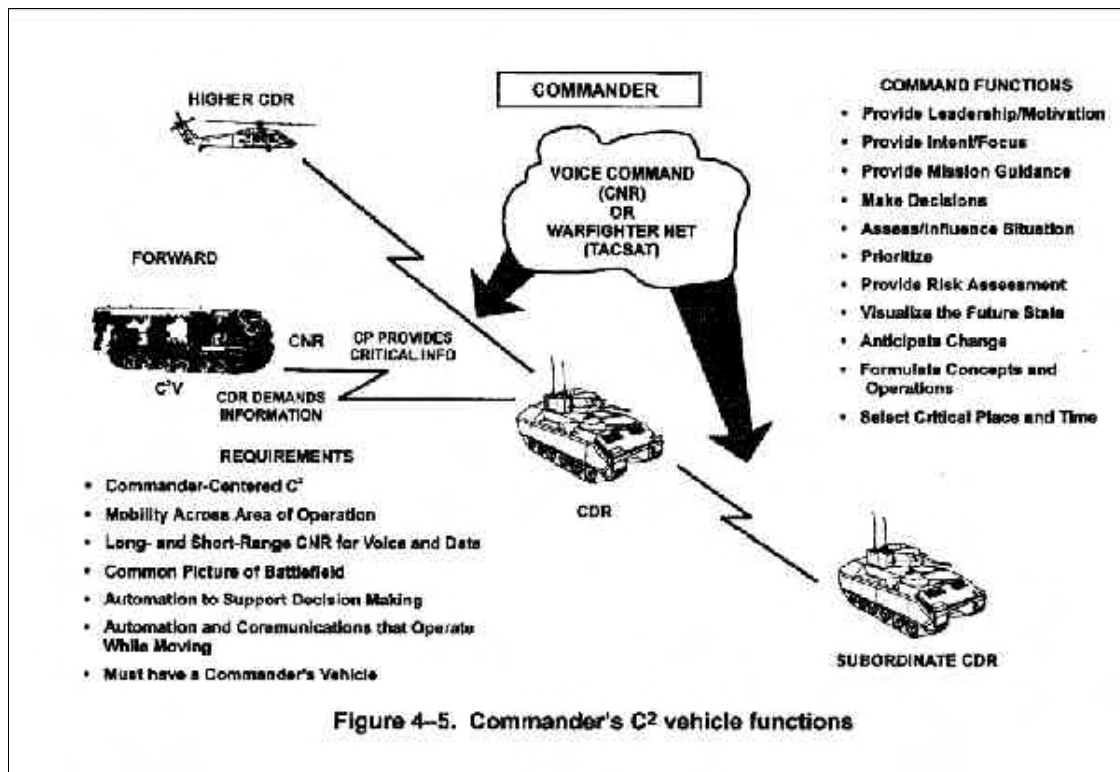 HIGHER CDR
COMMANDER
VOICE COMMAND
(CNR)
OR
WARFIGHTER NET
(TACSAT)
COMMAND FUNCTIONS
• Provide Leadership/Motivation
• Provide Intent/Focus
• Provide Mission Guidance
• Make Decisions
• Assess/Influence Situation
• Prioritize
• Provide Risk Assessment
• Visualize the Future State
• Anticipate Change
• Formulate Concepts and
Operations
• Select Critical Place and Time
FORWARD
CNR
C²V
CP PROVIDES
CRITICAL INFO
CDR DEMANDS
INFORMATION
CDR
SUBORDINATE CDR
REQUIREMENTS
• Commander-Centered C²
• Mobility Across Area of Operation
• Long- and Short-Range CNR for Voice and Data
• Common Picture of Battlefield
• Automation to Support Decision Making
• Automation and Communications that Operate
While Moving
• Must have a Commander's Vehicle
Figure 4–5. Commander's C² vehicle functions